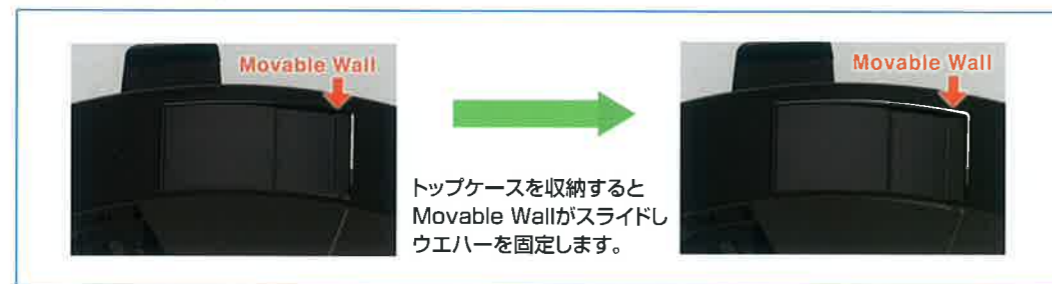 Movable Wall
トップケースを収納すると
Movable Wallがスライドし
ウエハーを固定します。
Movable Wall